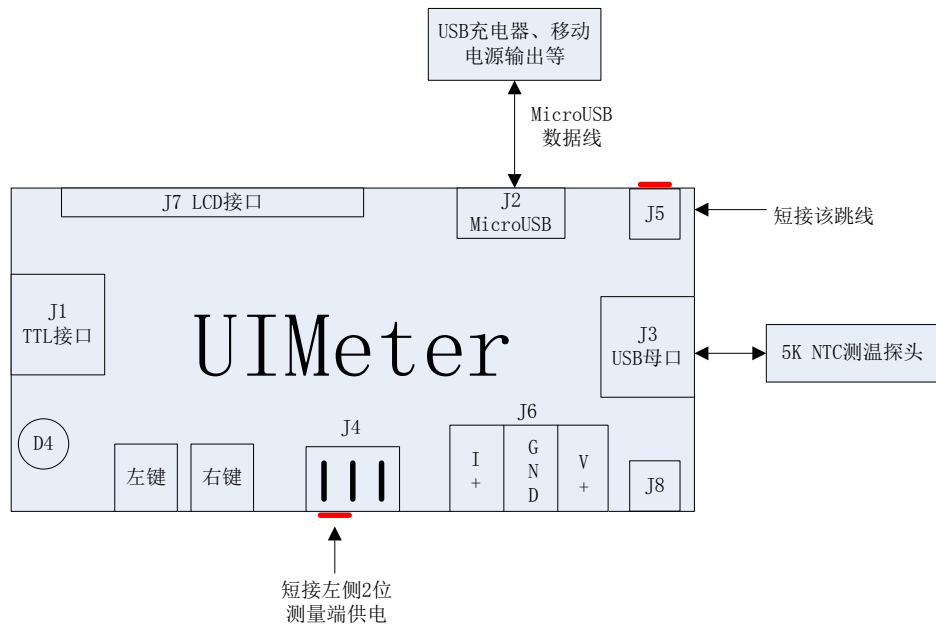 USB充电器、移动
电源输出等
MicroUSB
数据线
J7 LCD接口
J2
MicroUSB
J5
短接该跳线
J1
TTL接口
UIMeter
J3
USB母口
5K NTC测温探头
D4
左键
右键
J4
J6
I+
GND
V+
J8
短接左侧2位
测量端供电